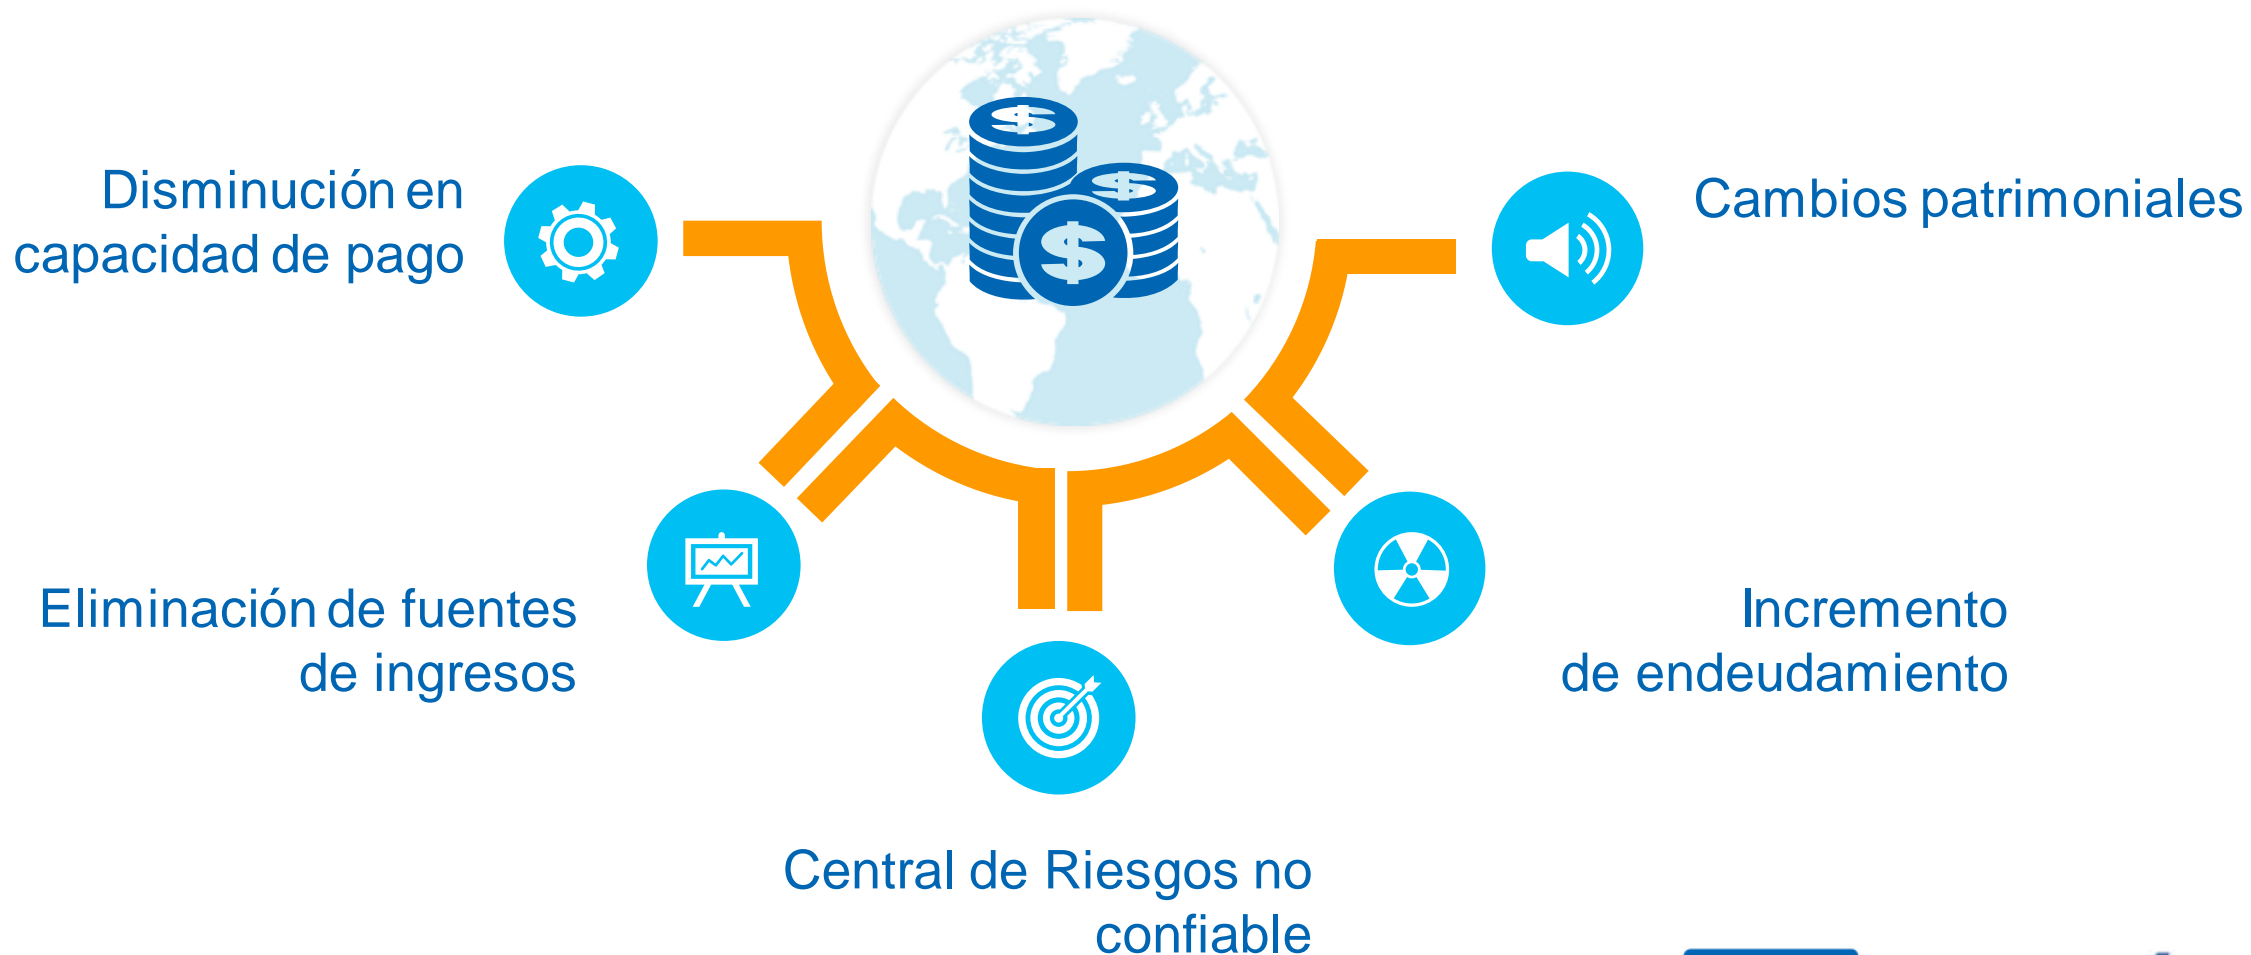 Disminución en
capacidad de pago
Cambios patrimoniales
Eliminación de fuentes
de ingresos
Incremento
de endeudamiento
Central de Riesgos no
confiable
$
$
$